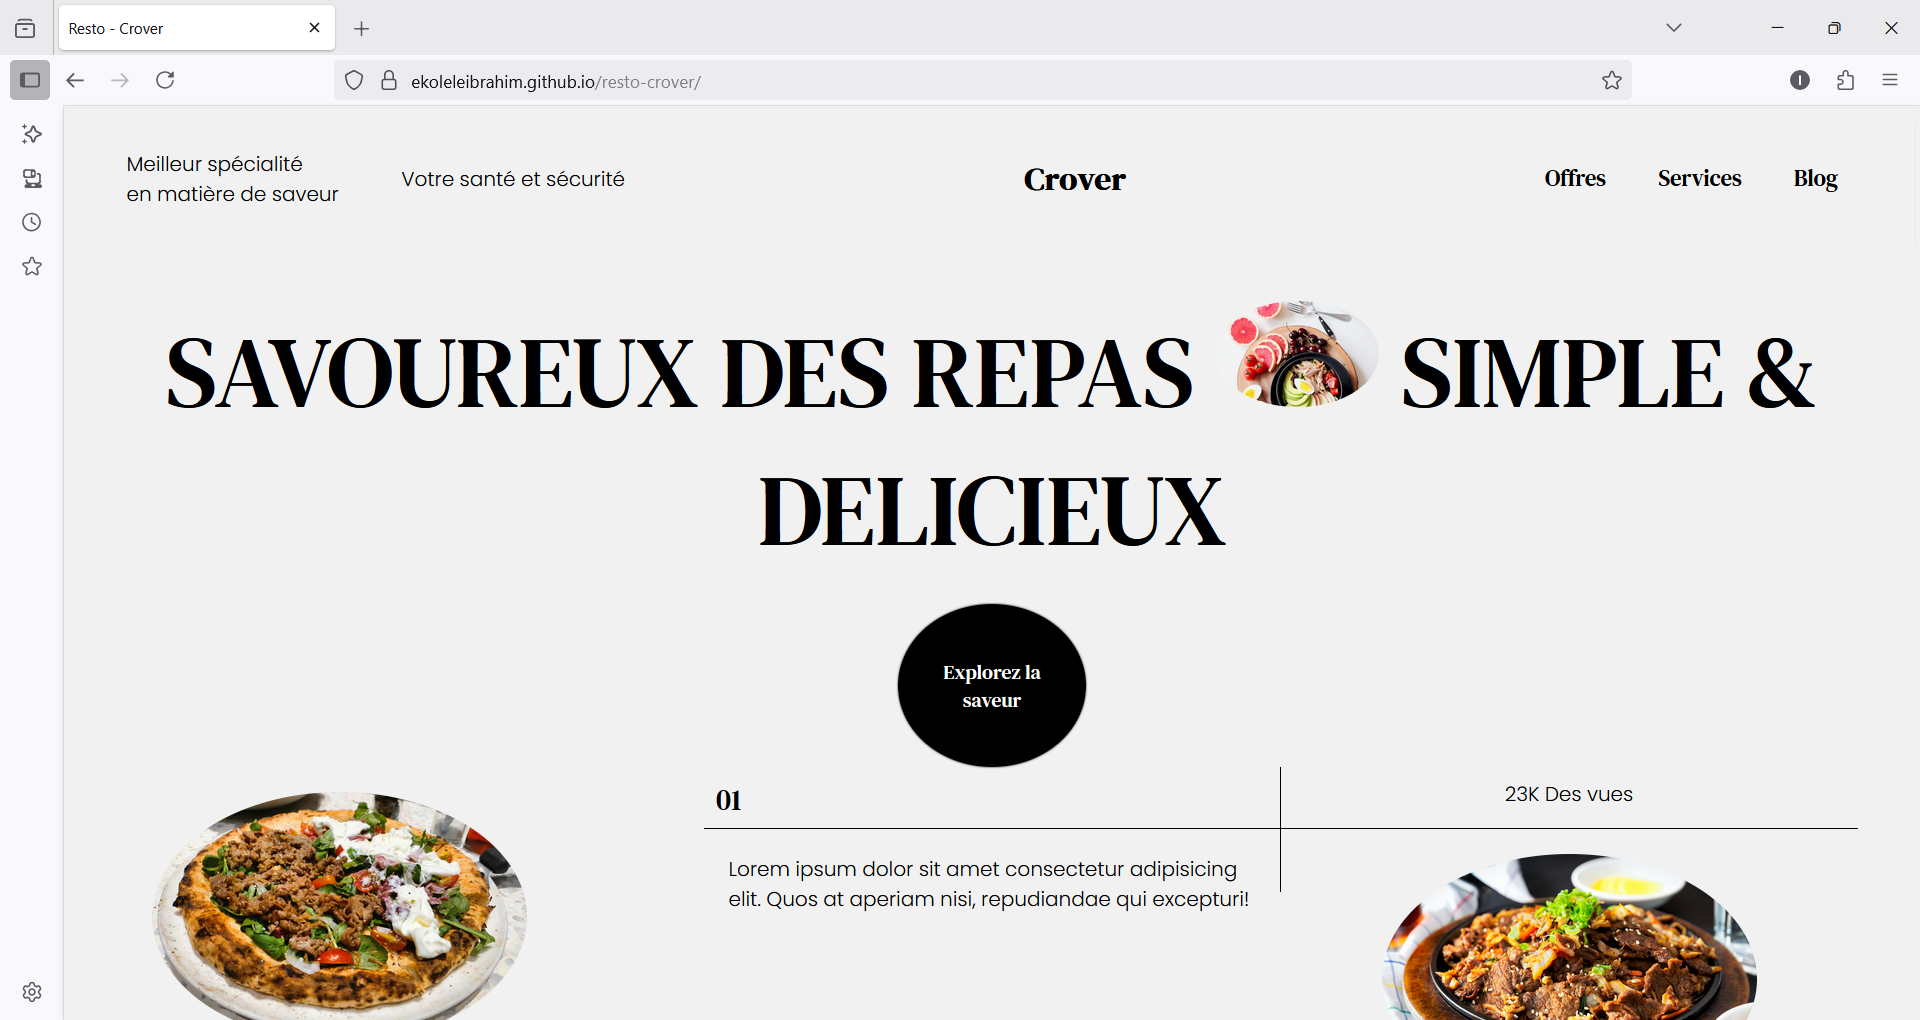 Resto - Crover
ekoleleibrahim.github.io/resto-crover/
I
Meilleur spécialité
en matière de saveur
Votre santé et sécurité
Crover
Offres
Services
Blog
SAVOUREUX DES REPAS SIMPLE &
DELICIEUX
Explorez la
saveur
01
23K Des vues
Lorem ipsum dolor sit amet consectetur adipisicing
elit. Quos at aperiam nisi, repudiandae qui excepturi!